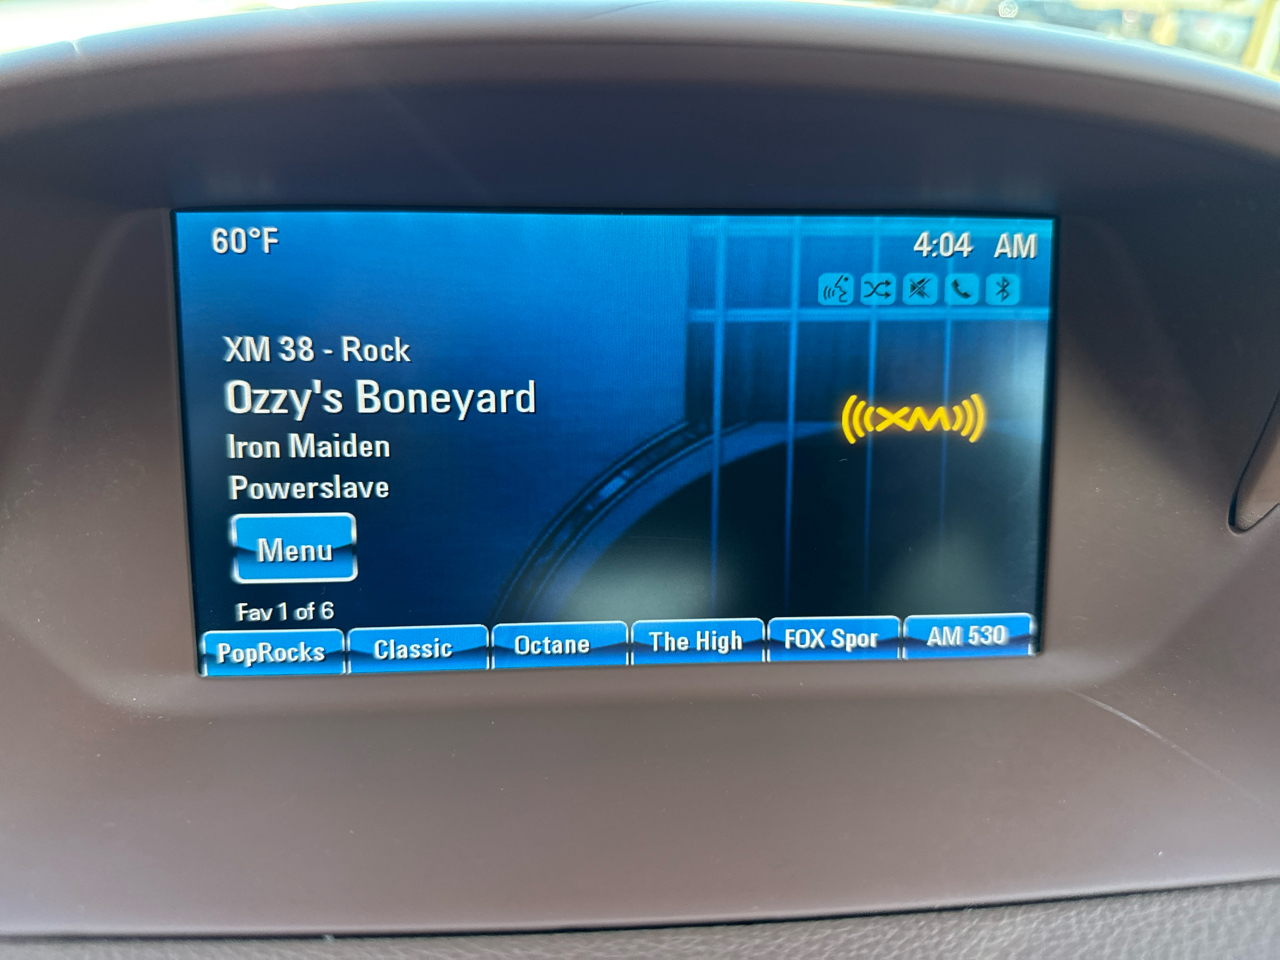 60°F
4:04 AM
XM 38 - Rock
Ozzy's Boneyard
((( XM )))
Iron Maiden
Powerslave
Menu
Fav 1 of 6
PopRocks
Classic
Octane
The High
FOX Spor
AM 530